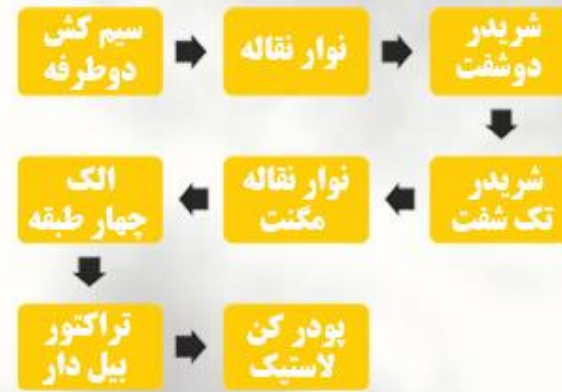 سیم کش
دوطرفه
نوار نقاله
شریدر
دوشفت
شریدر
تک شفت
نوار نقاله
مگنت
الک
چهار طبقه
تراکتور
بیل دار
پودر کن
لاستیک